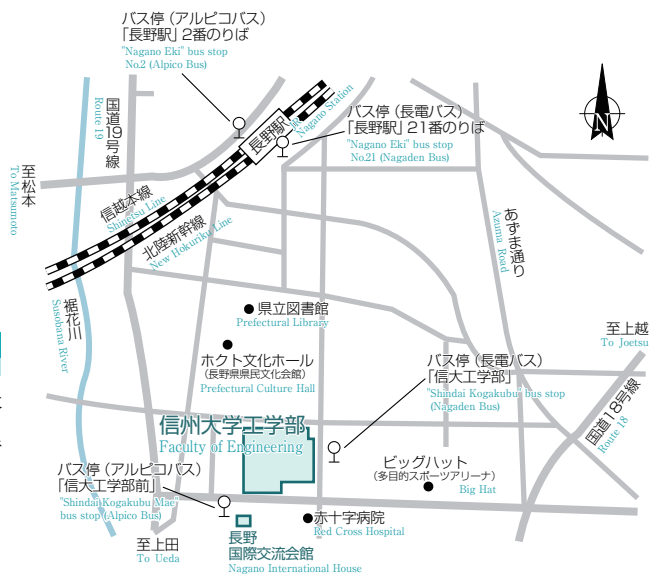 バス停（アルピコバス）
「長野駅」2番のりば
"Nagano Eki" bus stop
No.2 (Alpico Bus)
国道19号線
Route 19
長野駅
JR
Nagano Station
バス停（長電バス）
「長野駅」21番のりば
"Nagano Eki" bus stop
No.21 (Nagaden Bus)
N
至松本
To Matsumoto
信越本線
Shinetsu Line
北陸新幹線
New Hokuriku Line
あずま通り
Azuma Road
裾花川
Susobana River
県立図書館
Prefectural Library
ホクト文化ホール
（長野県県民文化会館）
Prefectural Culture Hall
至上越
To Joetsu
バス停（長電バス）
「信大工学部」
"Shindai Kogakubu" bus stop
(Nagaden Bus)
国道18号線
Route 18
信州大学工学部
Faculty of Engineering
ビッグハット
（多目的スポーツアリーナ）
Big Hat
バス停（アルピコバス）
「信大工学部前」
"Shindai Kogakubu Mae"
bus stop (Alpico Bus)
赤十字病院
Red Cross Hospital
至上田
To Ueda
長野
国際交流会館
Nagano International House